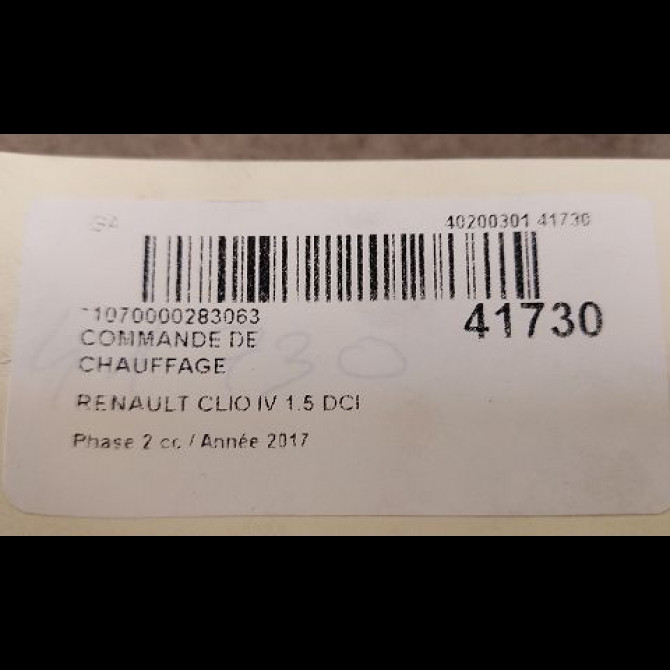 40200301 41730
11070000283063
41730
COMMANDE DE
CHAUFFAGE
RENAULT CLIO IV 1.5 DCI
Phase 2 cc / Année 2017